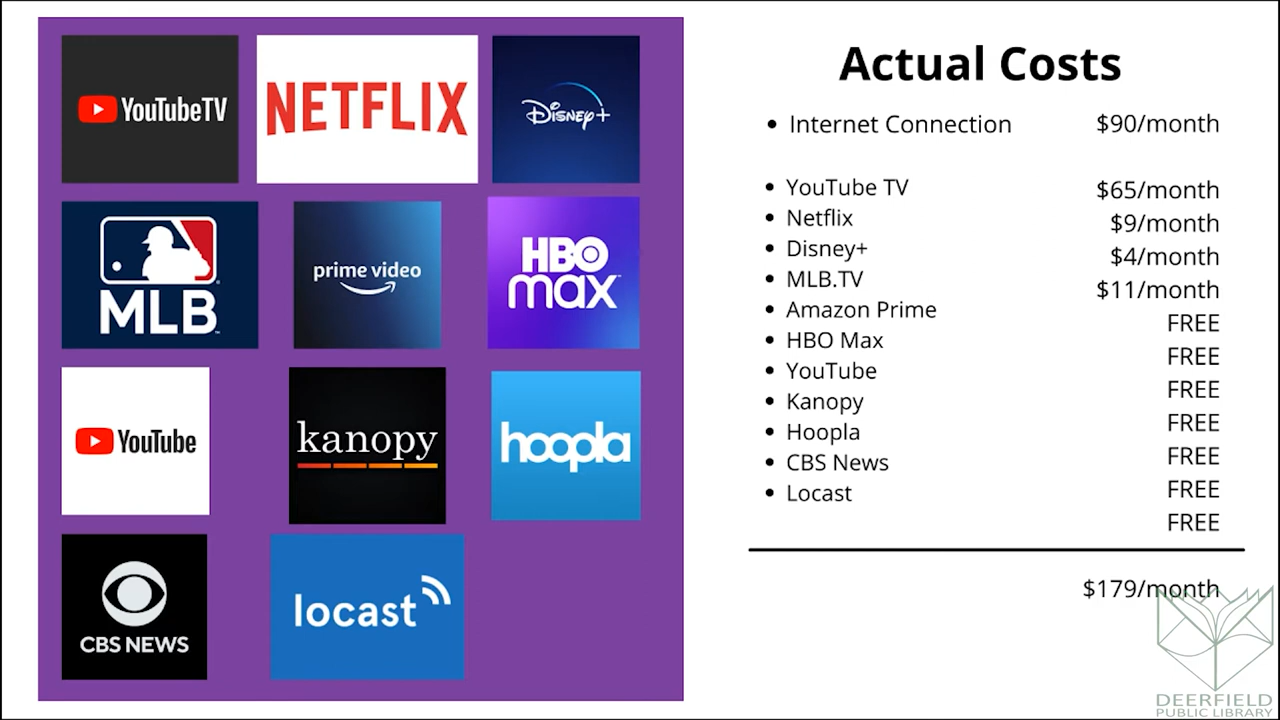 YouTubeTV
NETFLIX
Disney+
MLB
prime video
HBO
max
YouTube
kanopy
hoopla
CBS NEWS
locast
Actual Costs
• Internet Connection $90/month
• YouTube TV $65/month
• Netflix $9/month
• Disney+ $4/month
• MLB.TV $11/month
• Amazon Prime FREE
• HBO Max FREE
• YouTube FREE
• Kanopy FREE
• Hoopla FREE
• CBS News FREE
• Locast FREE
$179/month
DEERFIELD
PUBLIC LIBRARY